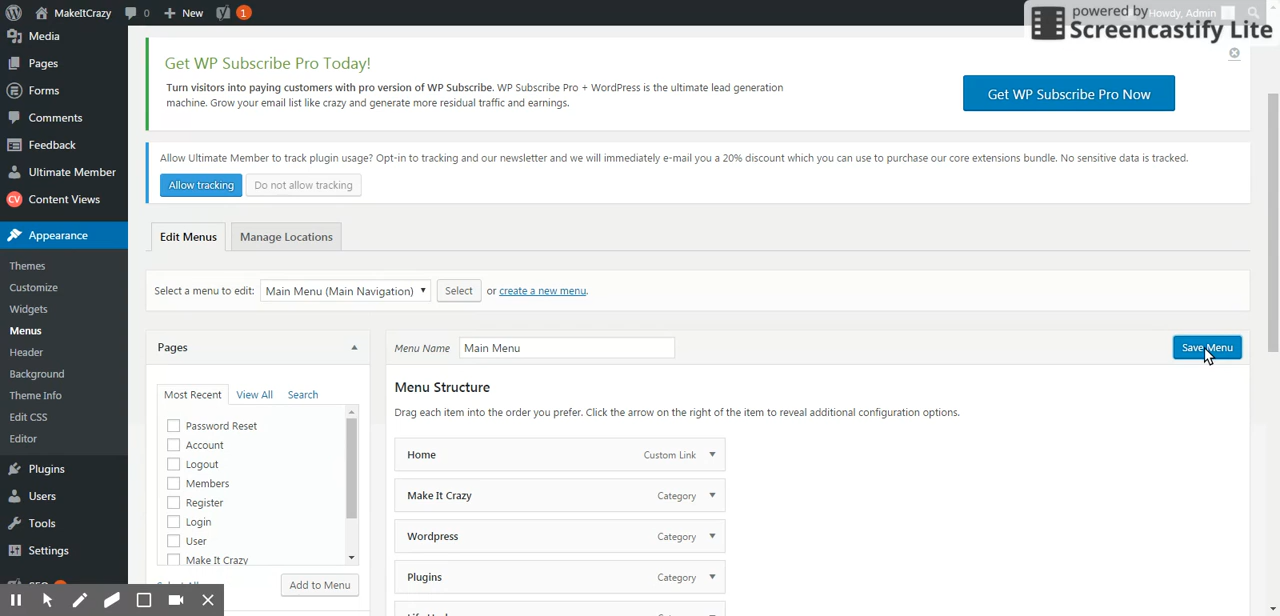 MakeItCrazy 0 New 1 Howdy, Admin
powered by
Screencastify Lite
Media
Pages
Forms
Comments
Feedback
Ultimate Member
CV Content Views
Appearance
Themes
Customize
Widgets
Menus
Header
Background
Theme Info
Edit CSS
Editor
Plugins
Users
Tools
Settings
Get WP Subscribe Pro Today!
Turn visitors into paying customers with pro version of WP Subscribe. WP Subscribe Pro + WordPress is the ultimate lead generation
machine. Grow your email list like crazy and generate more residual traffic and earnings.
Get WP Subscribe Pro Now
Allow Ultimate Member to track plugin usage? Opt-in to tracking and our newsletter and we will immediately e-mail you a 20% discount which you can use to purchase our core extensions bundle. No sensitive data is tracked.
Allow tracking Do not allow tracking
Edit Menus Manage Locations
Select a menu to edit: Main Menu (Main Navigation) Select or create a new menu.
Pages
Most Recent View All Search
Password Reset
Account
Logout
Members
Register
Login
User
Make It Crazy
Add to Menu
Menu Name Main Menu Save Menu
Menu Structure
Drag each item into the order you prefer. Click the arrow on the right of the item to reveal additional configuration options.
Home Custom Link
Make It Crazy Category
Wordpress Category
Plugins Category